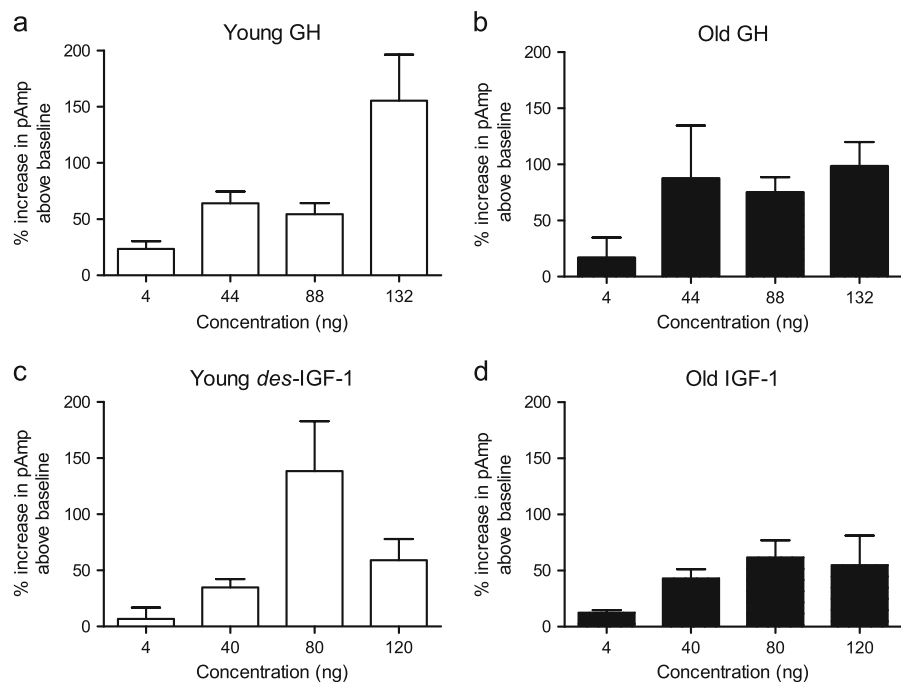 a
Young GH
% increase in pAmp
above baseline
200
150
100
50
0
4 44 88 132
Concentration (ng)
b
Old GH
% increase in pAmp
above baseline
200
150
100
50
0
4 44 88 132
Concentration (ng)
c
Young des-IGF-1
% increase in pAmp
above baseline
200
150
100
50
0
4 40 80 120
Concentration (ng)
d
Old IGF-1
% increase in pAmp
above baseline
200
150
100
50
0
4 40 80 120
Concentration (ng)